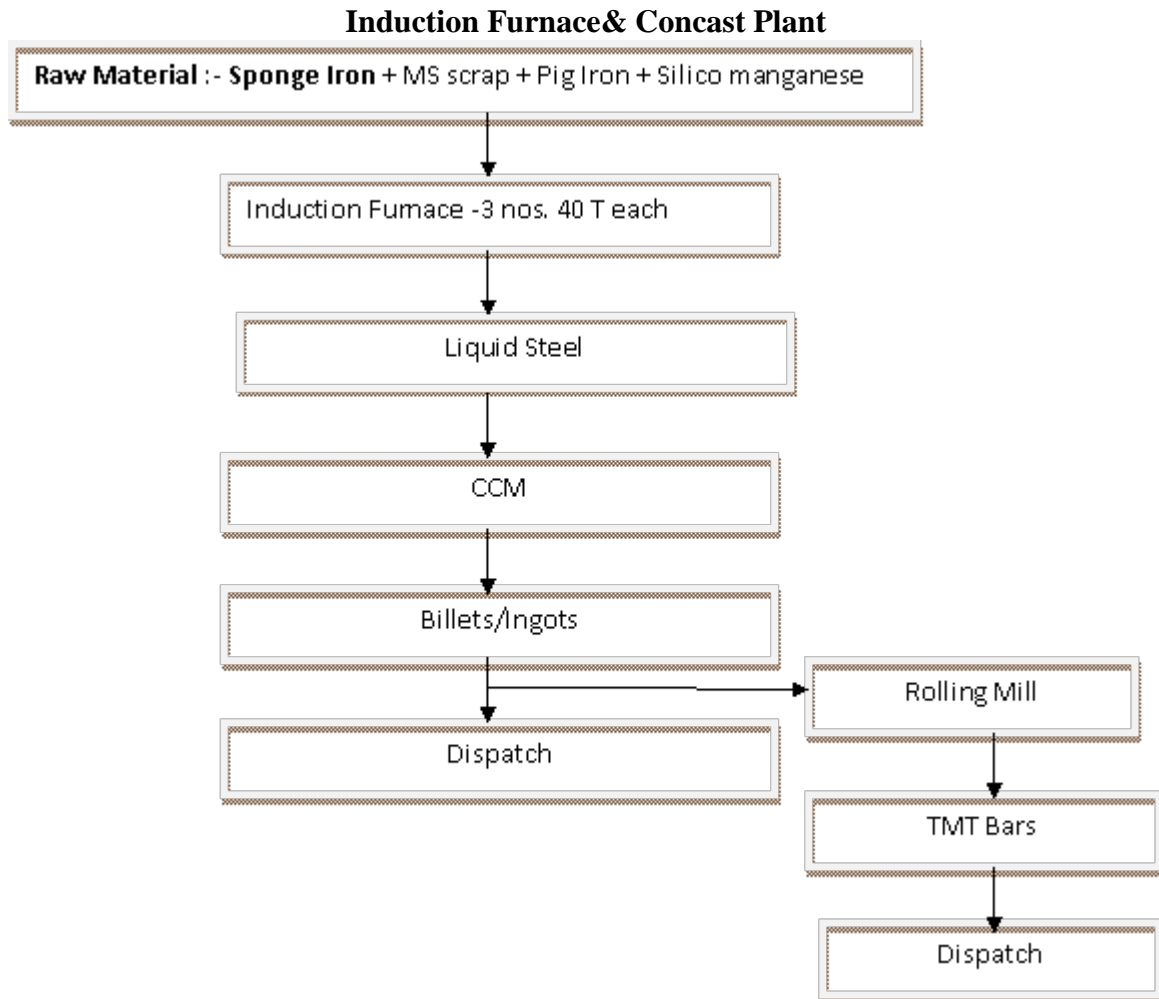 Induction Furnace& Concast Plant
Raw Material :- Sponge Iron + MS scrap + Pig Iron + Silico manganese
Induction Furnace -3 nos. 40 T each
Liquid Steel
CCM
Billets/Ingots
Rolling Mill
Dispatch
TMT Bars
Dispatch